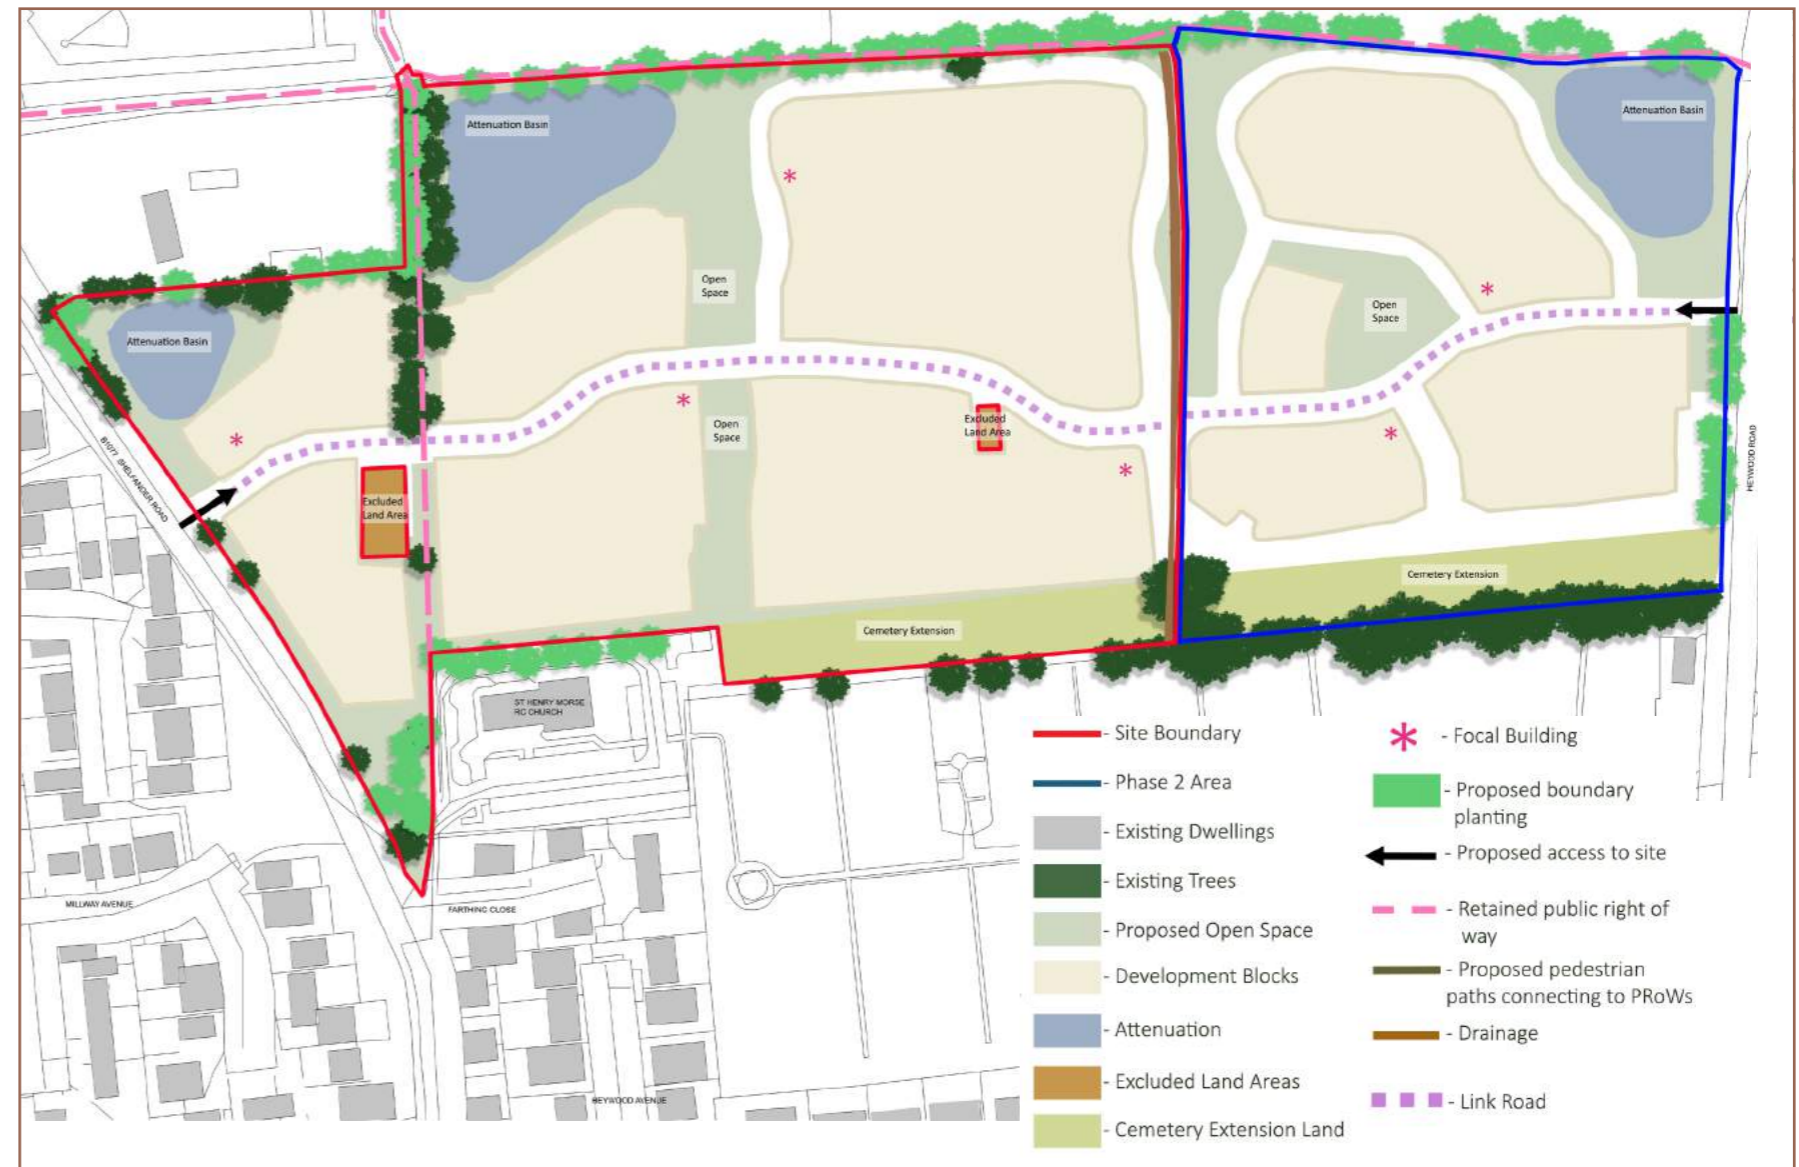 Attenuation Basin
Attenuation Basin
Open
Space
Open
Space
Attenuation Basin
Excluded
Land Area
Open
Space
B1077 SHELFANGER ROAD
HEYWOOD ROAD
Excluded
Land Area
Cemetery Extension
Cemetery Extension
ST HENRY MORSE
RC CHURCH
MILLWAY AVENUE
FARTHING CLOSE
HEYWOOD AVENUE
- Site Boundary
- Phase 2 Area
- Existing Dwellings
- Existing Trees
- Proposed Open Space
- Development Blocks
- Attenuation
- Excluded Land Areas
- Cemetery Extension Land
- Focal Building
- Proposed boundary
planting
- Proposed access to site
- Retained public right of
way
- Proposed pedestrian
paths connecting to PRoWs
- Drainage
- Link Road